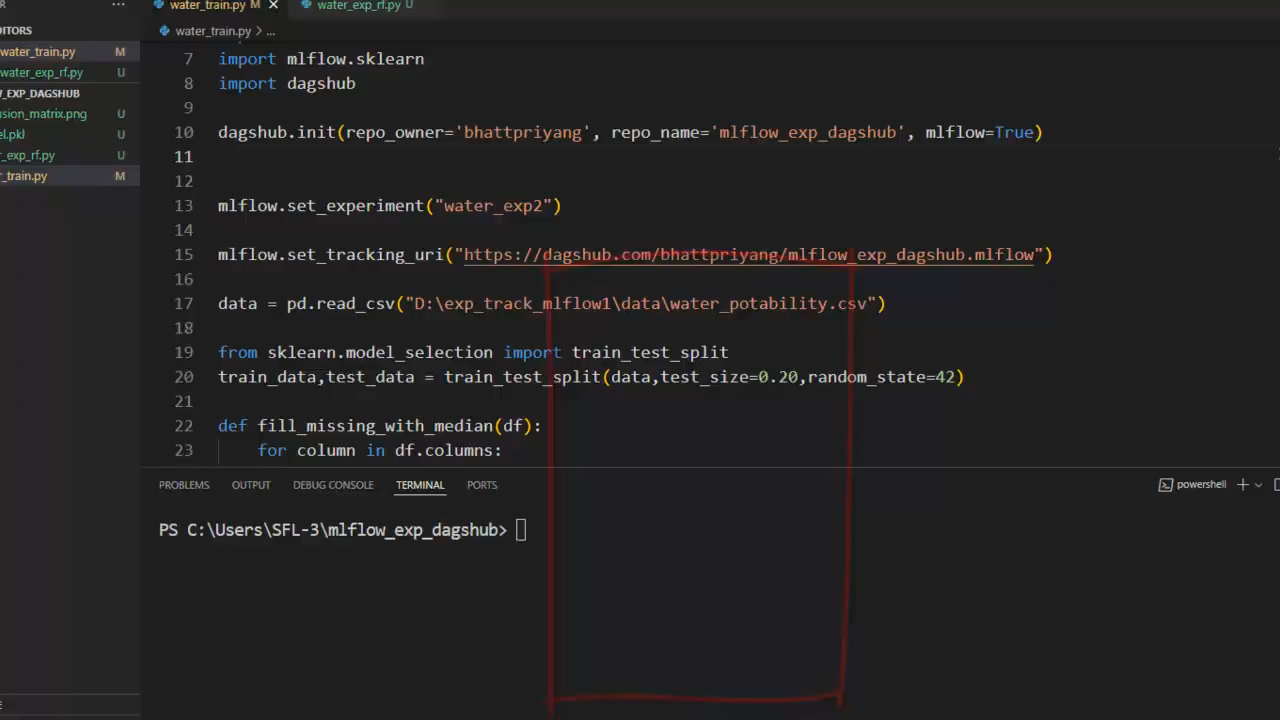 R
...
water_train.py M
water_exp_rf.py U
water_train.py > ...
ITORS
water_train.py M
water_exp_rf.py U
W_EXP_DAGSHUB
usion_matrix.png U
el.pkl U
r_exp_rf.py U
r_train.py M
7 import mlflow.sklearn
8 import dagshub
9
10 dagshub.init(repo_owner='bhattpriyang', repo_name='mlflow_exp_dagshub', mlflow=True)
11
12
13 mlflow.set_experiment("water_exp2")
14
15 mlflow.set_tracking_uri("https://dagshub.com/bhattpriyang/mlflow_exp_dagshub.mlflow")
16
17 data = pd.read_csv("D:\exp_track_mlflow1\data\water_potability.csv")
18
19 from sklearn.model_selection import train_test_split
20 train_data,test_data = train_test_split(data,test_size=0.20,random_state=42)
21
22 def fill_missing_with_median(df):
23 for column in df.columns:
PROBLEMS OUTPUT DEBUG CONSOLE TERMINAL PORTS powershell
PS C:\Users\SFL-3\mlflow_exp_dagshub>
E